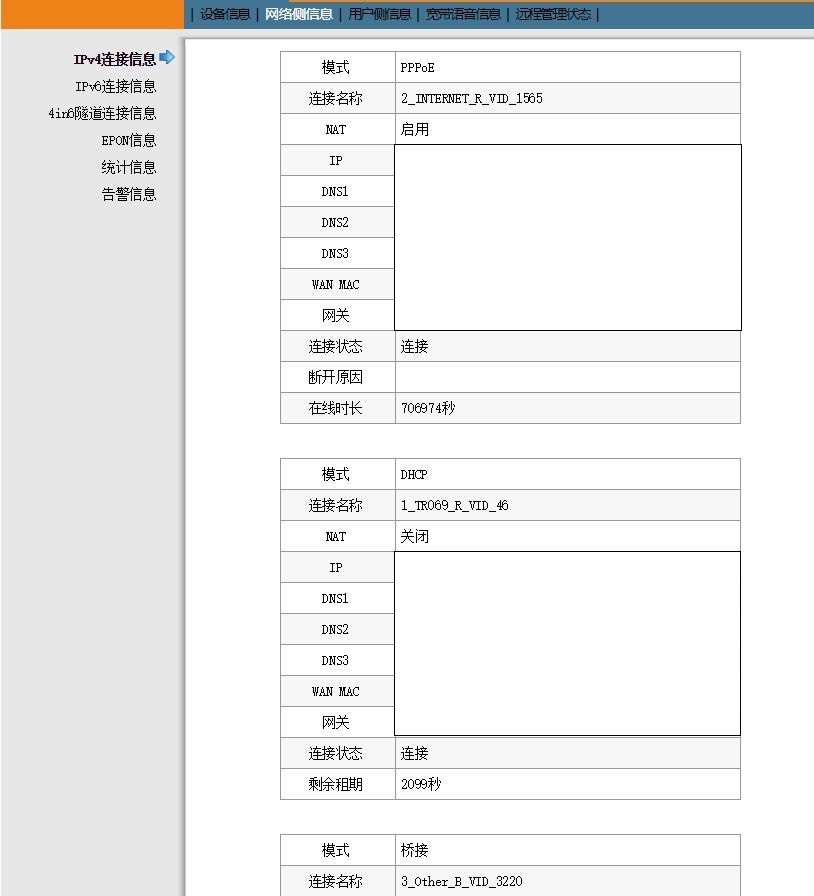 | 设备信息 | 网络侧信息 | 用户侧信息 | 宽带语音信息 | 远程管理状态 |
IPv4连接信息
IPv6连接信息
4in6隧道连接信息
EPON信息
统计信息
告警信息
模式 PPPoE
连接名称 2_INTERNET_R_VID_1565
NAT 启用
IP
DNS1
DNS2
DNS3
WAN MAC
网关
连接状态 连接
断开原因
在线时长 706974秒
模式 DHCP
连接名称 1_TR069_R_VID_46
NAT 关闭
IP
DNS1
DNS2
DNS3
WAN MAC
网关
连接状态 连接
剩余租期 2099秒
模式 桥接
连接名称 3_Other_B_VID_3220